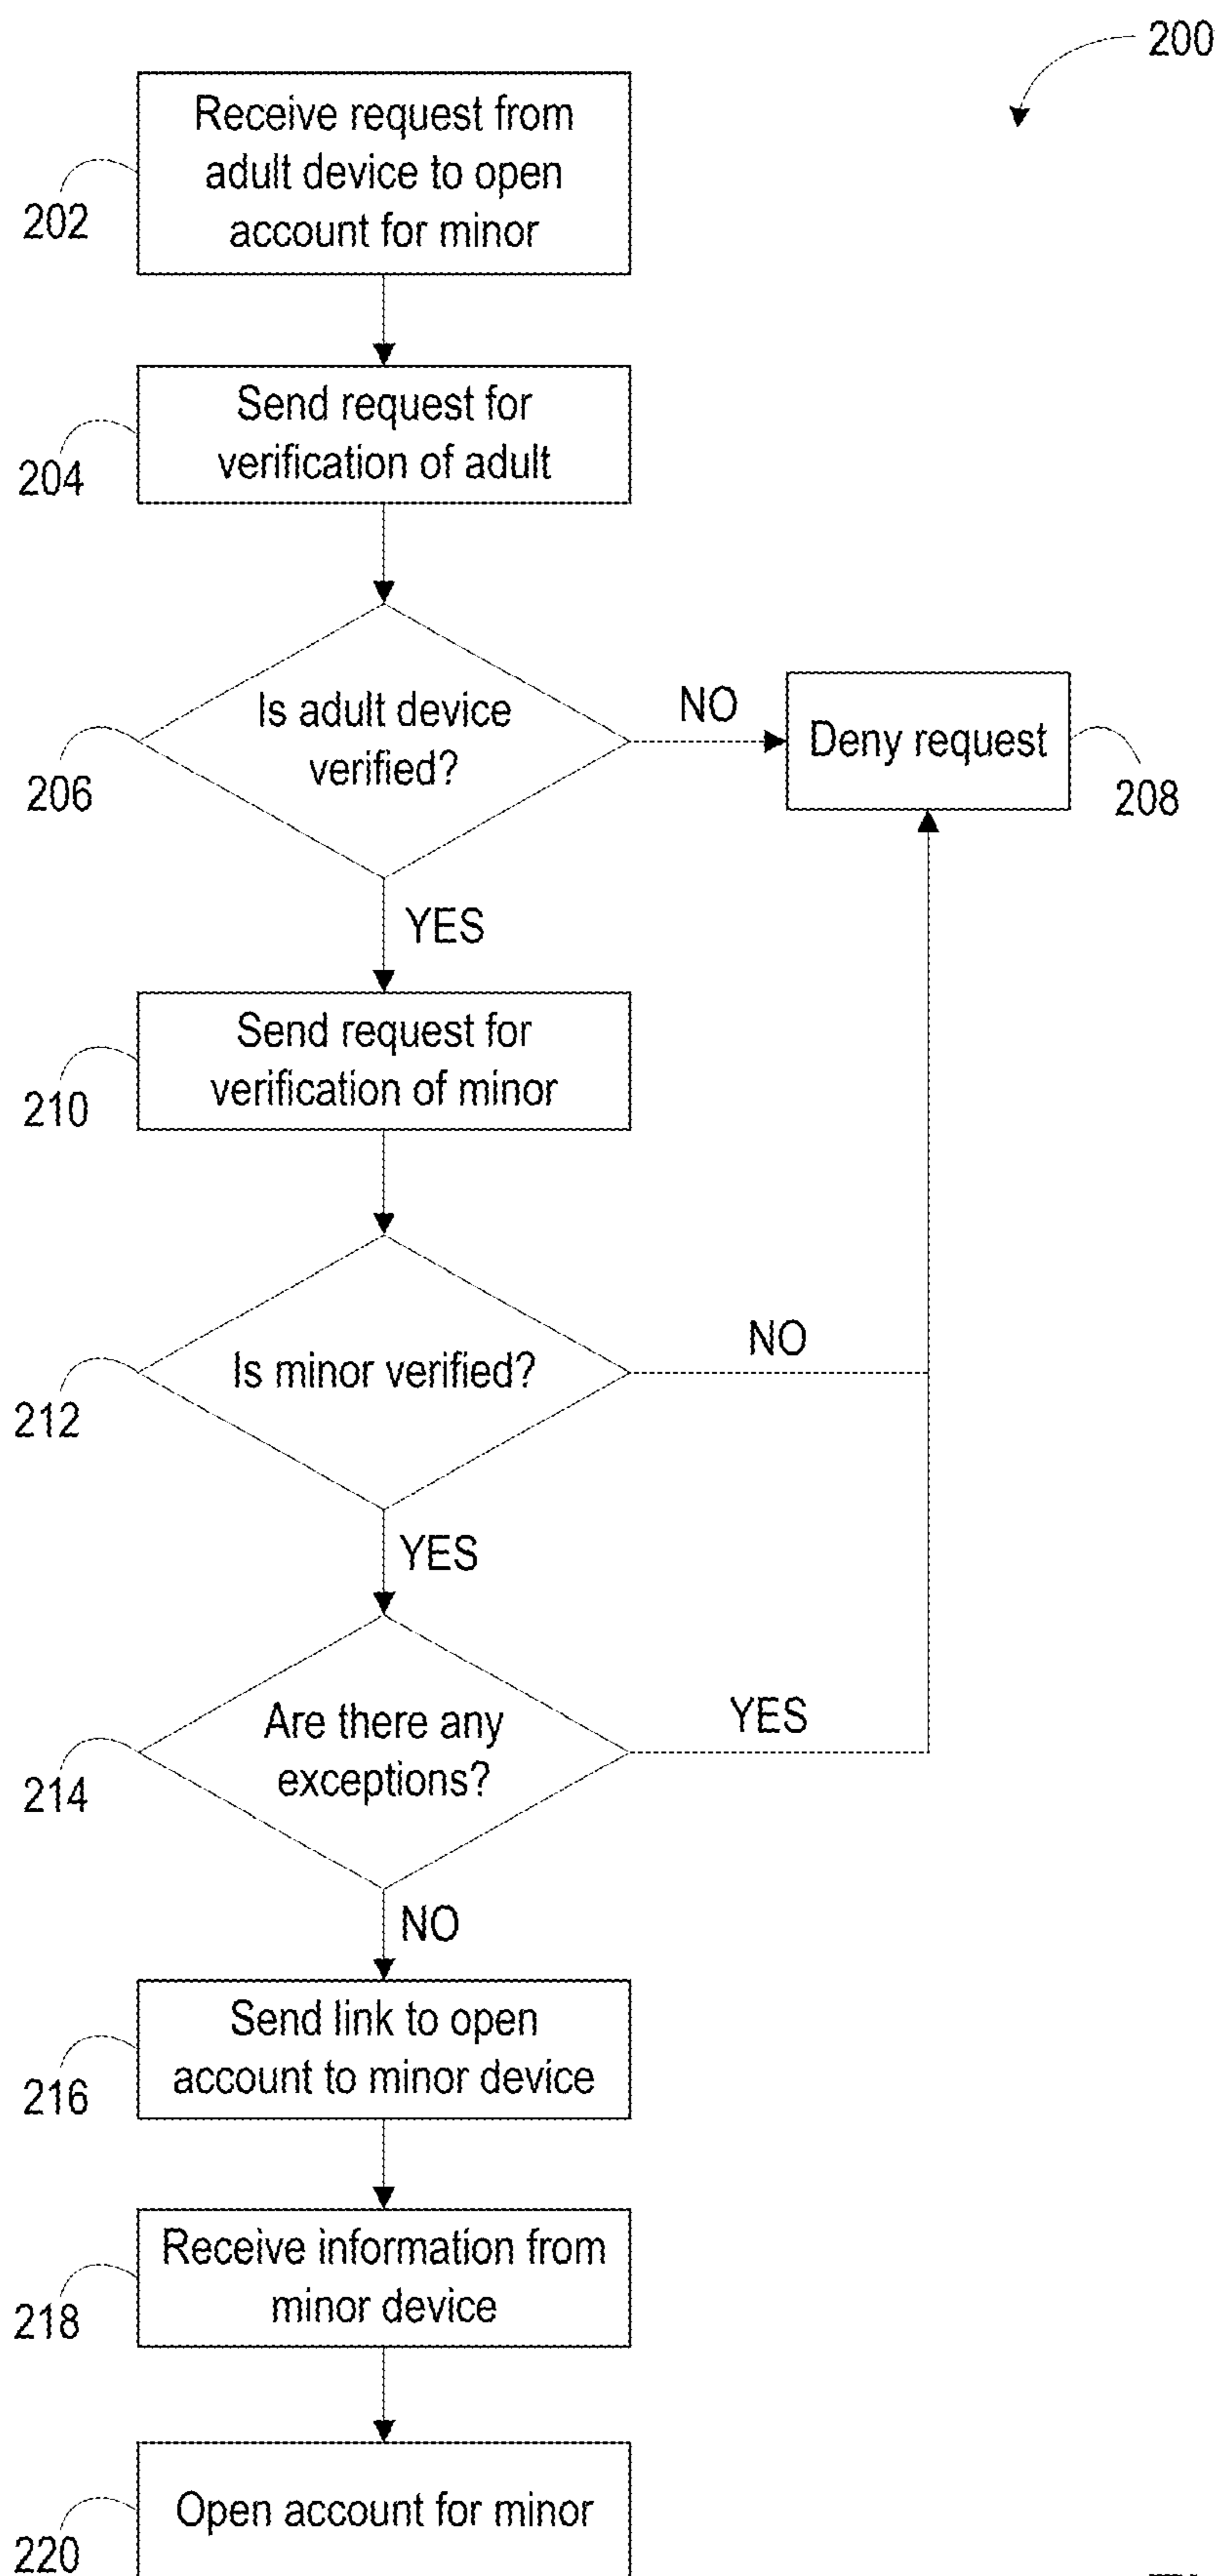 200
Receive request from
adult device to open
account for minor
202
Send request for
verification of adult
204
Is adult device
verified?
206
NO
Deny request
208
YES
Send request for
verification of minor
210
Is minor verified?
212
NO
YES
Are there any
exceptions?
214
YES
NO
Send link to open
account to minor device
216
Receive information from
minor device
218
Open account for minor
220